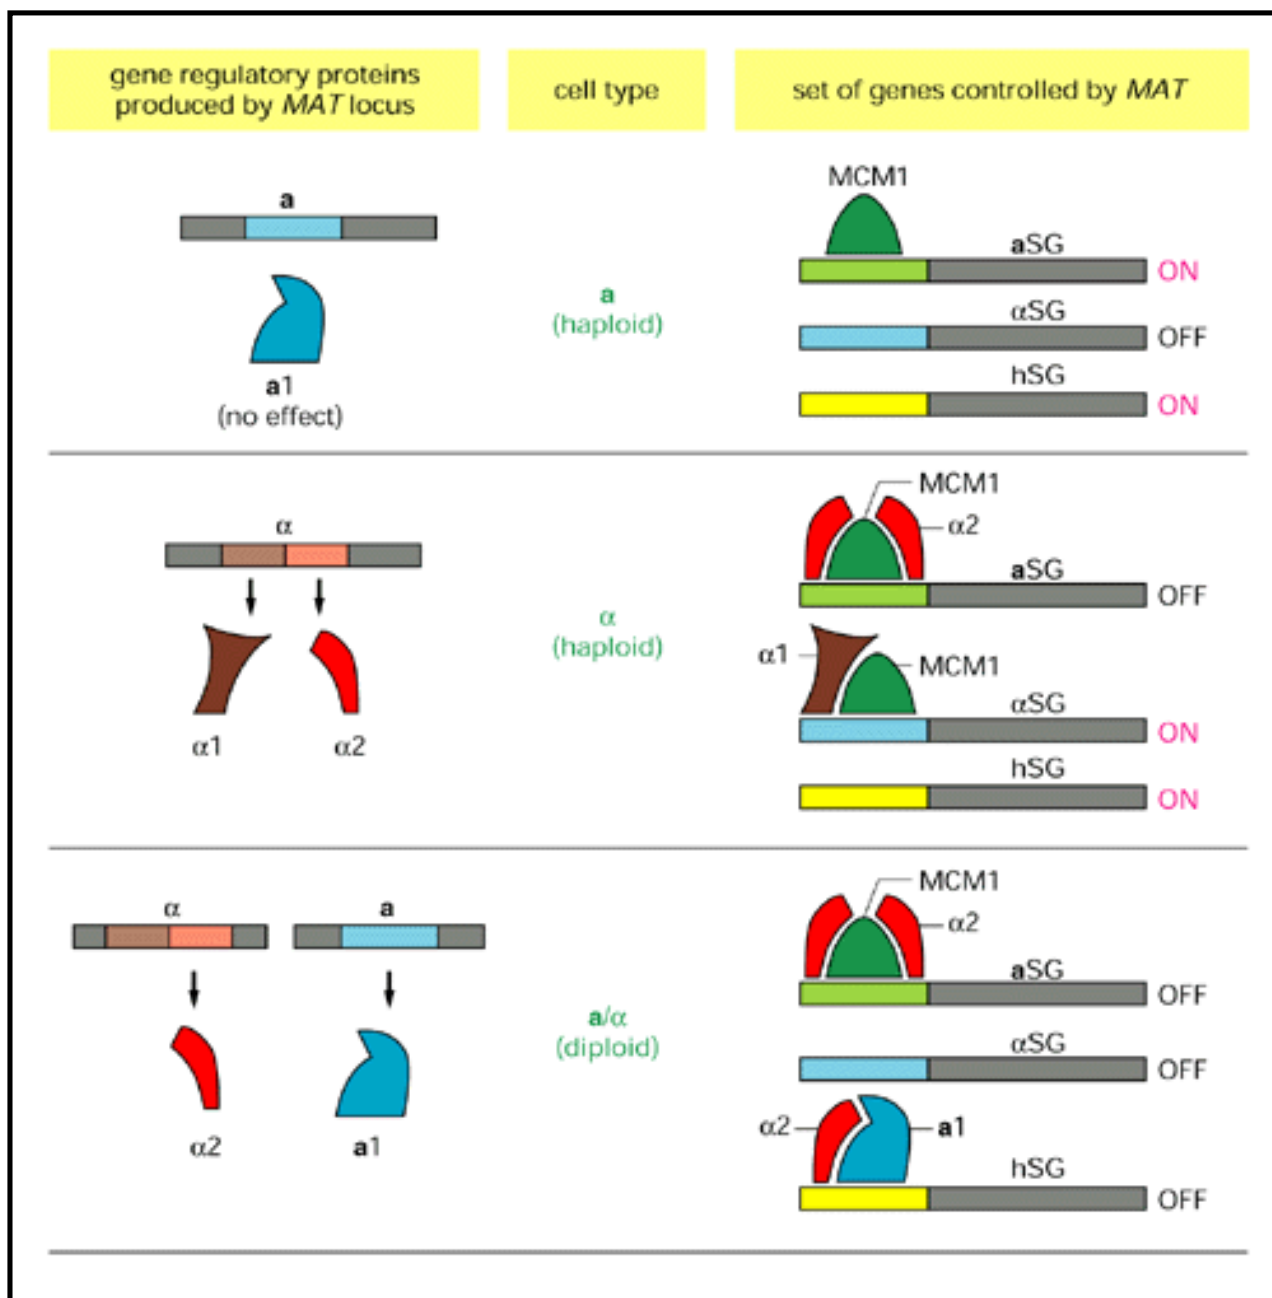 gene regulatory proteins
produced by MAT locus
cell type
set of genes controlled by MAT
a
a1
(no effect)
a
(haploid)
MCM1
aSG
ON
αSG
OFF
hSG
ON
α
α1
α2
α
(haploid)
MCM1
α2
aSG
OFF
α1
MCM1
αSG
ON
hSG
ON
α
a
α2
a1
a/α
(diploid)
MCM1
α2
aSG
OFF
αSG
OFF
α2
a1
hSG
OFF